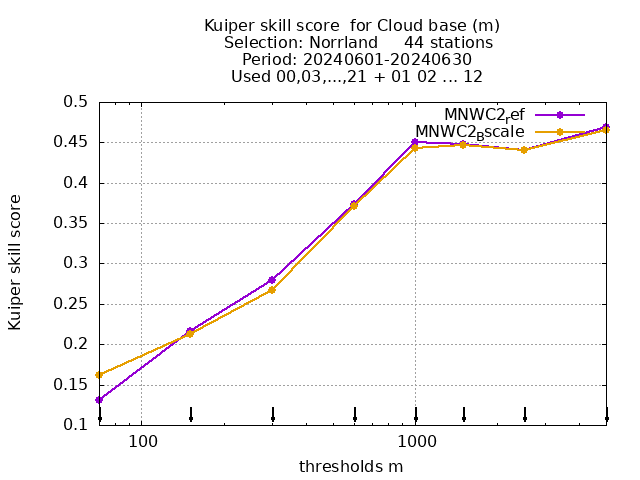 Kuiper skill score  for Cloud base (m)
Selection: Norrland     44 stations
Period: 20240601-20240630
Used 00,03,...,21 + 01 02 ... 12
MNWC2ref
MNWC2Bscale
0.5
0.45
0.4
0.35
0.3
0.25
0.2
0.15
0.1
Kuiper skill score
100
1000
thresholds m